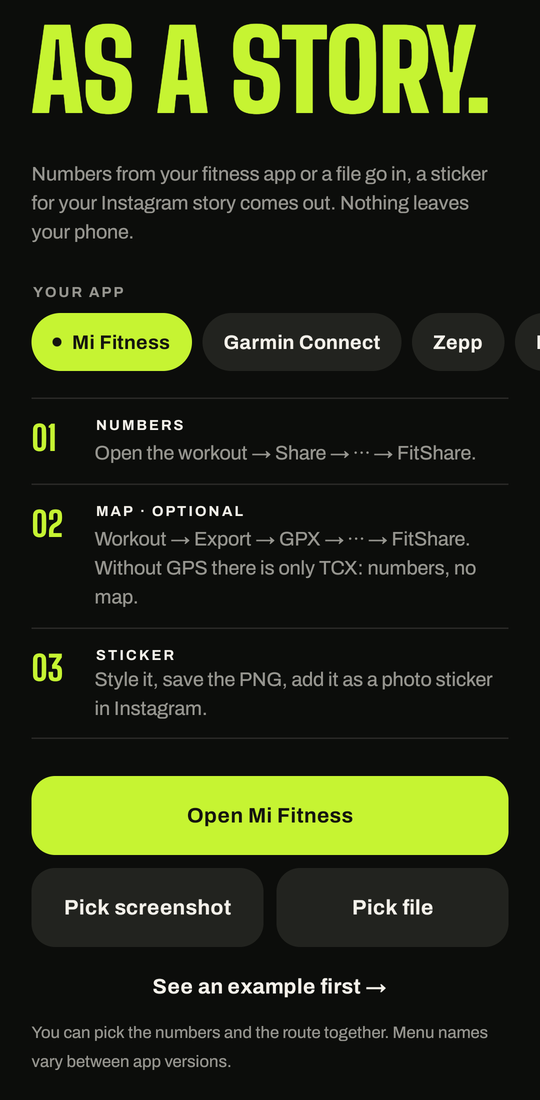 AS A STORY.
Numbers from your fitness app or a file go in, a sticker
for your Instagram story comes out. Nothing leaves
your phone.
YOUR APP
• Mi Fitness
Garmin Connect
Zepp
01
NUMBERS
Open the workout → Share → ··· → FitShare.
02
MAP · OPTIONAL
Workout → Export → GPX → ··· → FitShare.
Without GPS there is only TCX: numbers, no
map.
03
STICKER
Style it, save the PNG, add it as a photo sticker
in Instagram.
Open Mi Fitness
Pick screenshot
Pick file
See an example first →
You can pick the numbers and the route together. Menu names
vary between app versions.